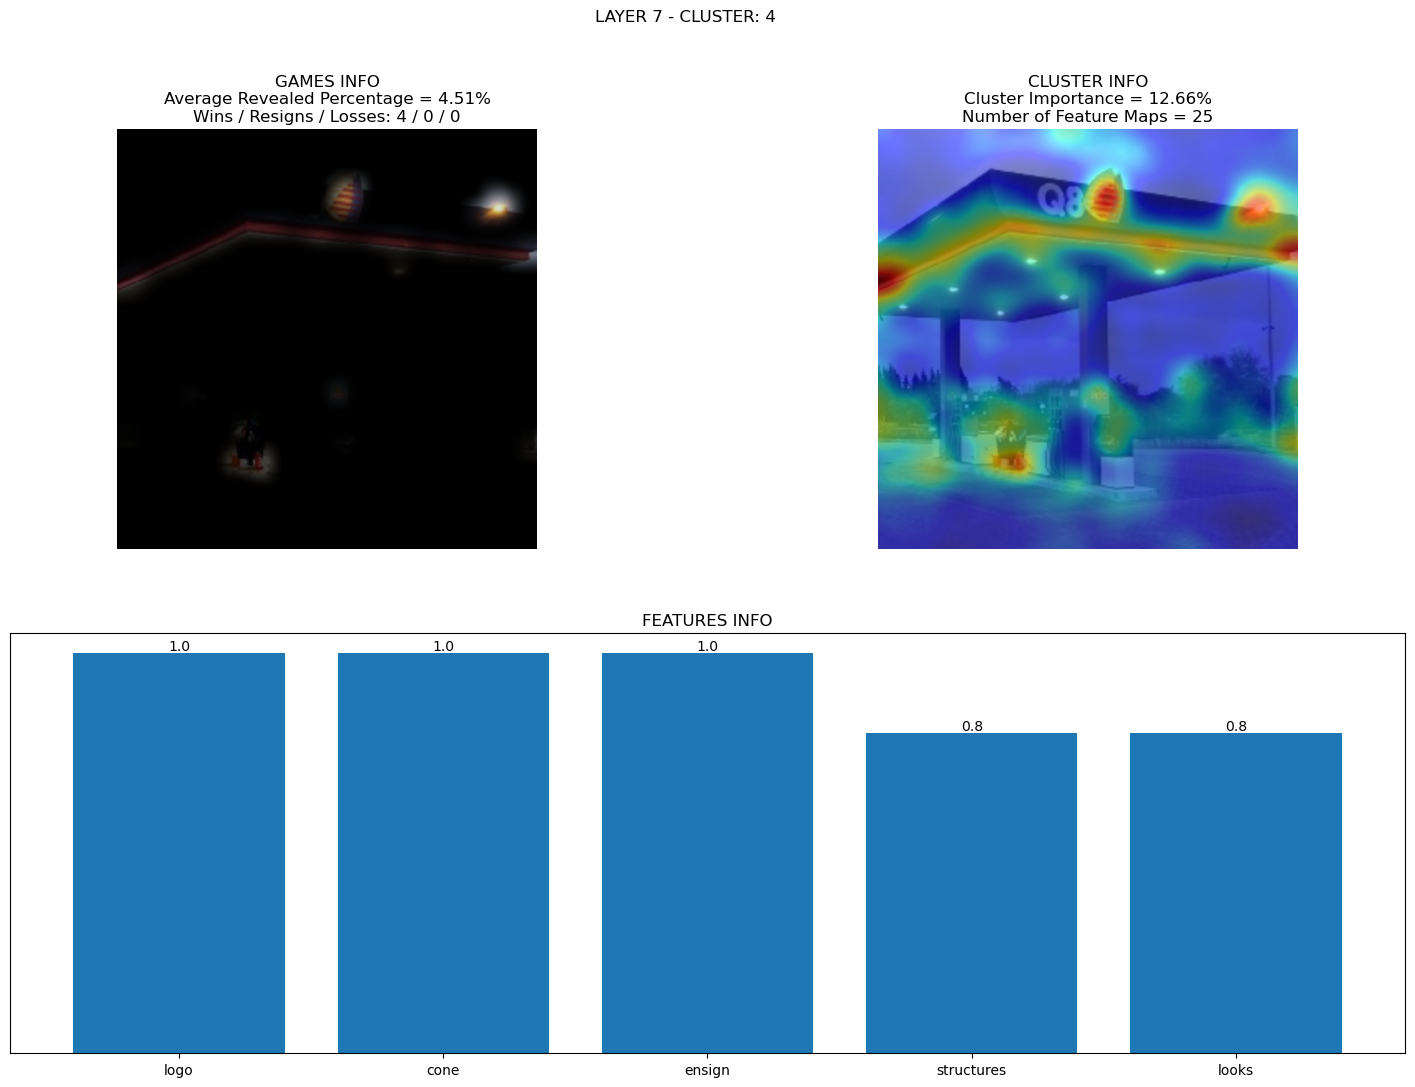 LAYER 7 - CLUSTER: 4
GAMES INFO
Average Revealed Percentage = 4.51%
Wins / Resigns / Losses: 4 / 0 / 0
CLUSTER INFO
Cluster Importance = 12.66%
Number of Feature Maps = 25
Q8
FEATURES INFO
1.0
1.0
1.0
0.8
0.8
logo
cone
ensign
structures
looks